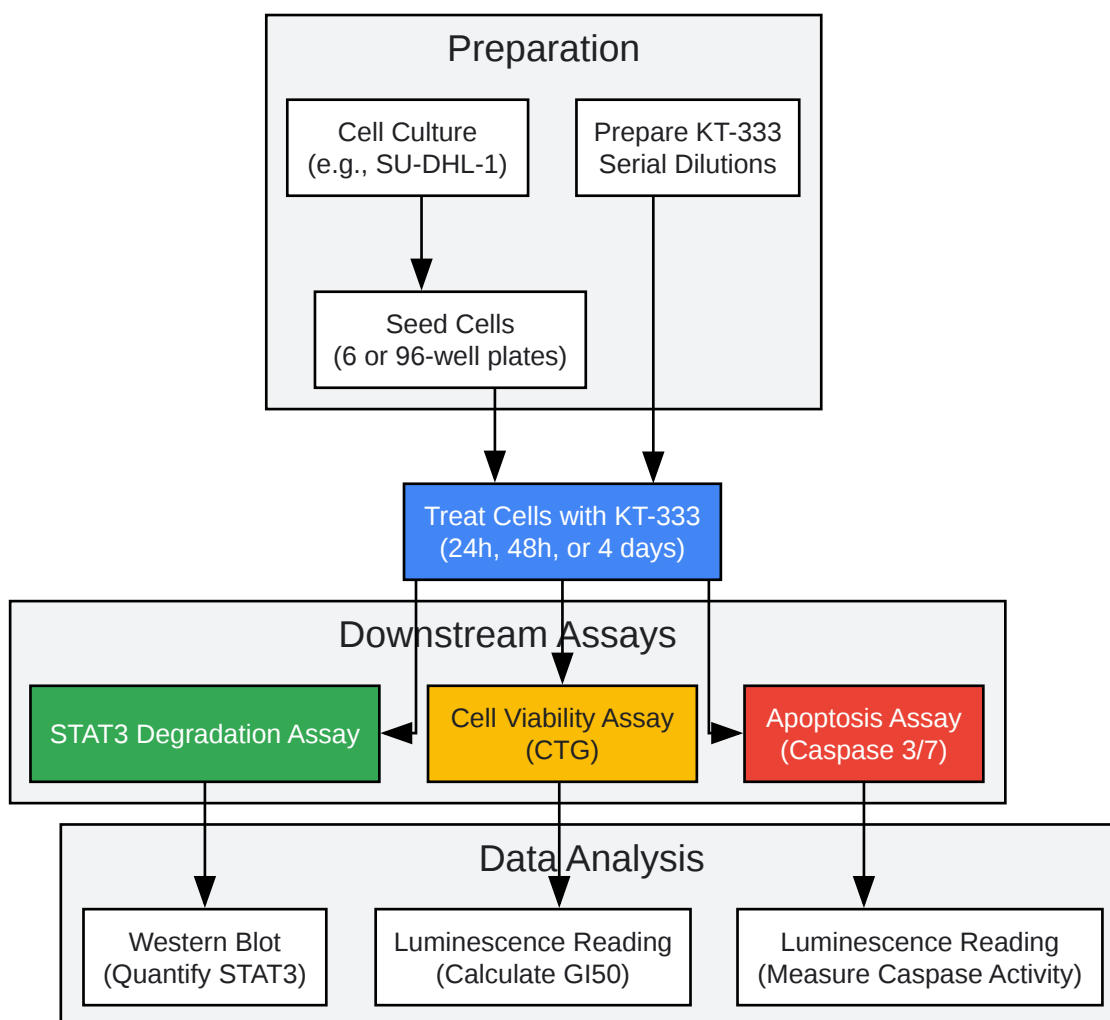 Preparation
Cell Culture
(e.g., SU-DHL-1)
Prepare KT-333
Serial Dilutions
Seed Cells
(6 or 96-well plates)
Treat Cells with KT-333
(24h, 48h, or 4 days)
Downstream Assays
STAT3 Degradation Assay
Cell Viability Assay
(CTG)
Apoptosis Assay
(Caspase 3/7)
Data Analysis
Western Blot
(Quantify STAT3)
Luminescence Reading
(Calculate GI50)
Luminescence Reading
(Measure Caspase Activity)